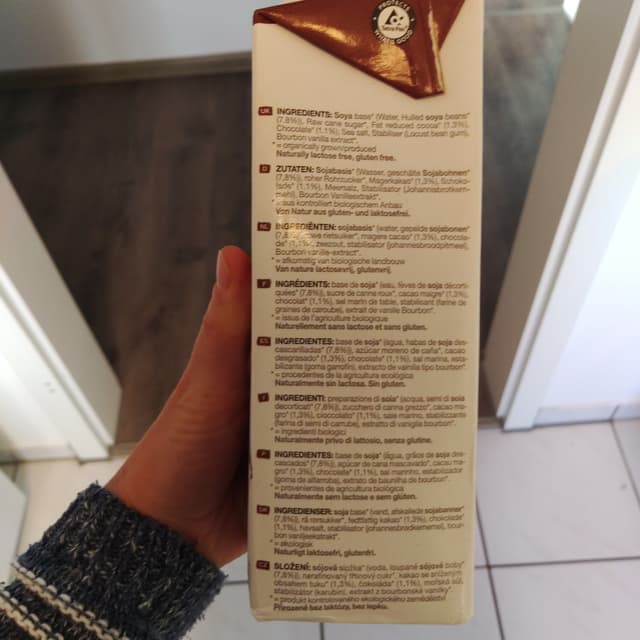 PROTECTS
Tetra Pak
WHAT'S GOOD
UK INGREDIENTS: Soya base* (Water, Hulled soya beans*
(7,8%)), Raw cane sugar*, Fat reduced cocoa* (1,3%),
Chocolate* (1,1%), Sea salt, Stabiliser (Locust bean gum),
Bourbon vanilla extract*.
* = organically grown/produced
Naturally lactose free, gluten free.
D ZUTATEN: Sojabasis* (Wasser, geschälte Sojabohnen*
(7,8%)), roher Rohrzucker*, Magerkakao* (1,3%), Schoko-
lade* (1,1%), Meersalz, Stabilisator (Johannesbrotkern-
mehl), Bourbon Vanilleextrakt*.
* aus kontrolliert biologischem Anbau
Von Natur aus gluten- und laktosefrei.
NL INGREDIËNTEN: sojabasis* (water, gepelde sojabonen*
rietsuiker*, magere cacao* (1,3%), chocola-
de* (1,1%), zeezout, stabilisator (johannesbroodpitmeel),
Bourbon vanille-extract*.
* = afkomstig van biologische landbouw
Van nature lactosevrij, glutenvrij.
F INGRÉDIENTS: base de soja* (eau, fèves de soja décorti-
quées* (7,8%)), sucre de canne roux*, cacao maigre* (1,3%),
chocolat* (1,1%), sel marin de table, stabilisant (farine de
graines de caroube), extrait de vanille Bourbon*.
* = issus de l'agriculture biologique
Naturellement sans lactose et sans gluten.
ES INGREDIENTES: base de soja* (agua, habas de soja des-
cascarilladas* (7,8%)), azúcar moreno de caña*, cacao
desgrasado* (1,3%), chocolate* (1,1%), sal marina, esta-
bilizante (goma garrofín), extracto de vainilla tipo bourbon*.
* = procedentes de la agricultura ecológica
Naturalmente sin lactosa. Sin gluten.
I INGREDIENTI: preparazione di soia* (acqua, semi di soia
decorticati* (7,8%)), zucchero di canna grezzo*, cacao ma-
gro* (1,3%), cioccolato* (1,1%), sale marino, stabilizzante
(farina di semi di carrube), estratto di vaniglia bourbon*.
* = ingredienti biologici
Naturalmente privo di lattosio, senza glutine.
P INGREDIENTES: base de soja* (água, grãos de soja des-
cascados* (7,8%)), açúcar de cana mascavado*, cacau ma-
gro* (1,3%), chocolate* (1,1%), sal marinho, estabilizador
(goma de alfarroba), extrato de baunilha de bourbon*.
* = provenientes de agricultura biológica
Naturalmente sem lactose e sem glúten.
DK INGREDIENSER: soja base* (vand, afskallede sojabønner*
(7,8%)), rå rørsukker*, fedtfattig kakao* (1,3%), chokolade*
(1,1%), havsalt, stabilisator (johannesbrødkernemel), bour-
bon vanilleekstrakt*.
* = økologisk
Naturligt laktosefri, glutenfri.
CZ SLOŽENÍ: sójová složka* (voda, loupané sójové boby*
(7,8%)), nerafinovaný třtinový cukr*, kakao se sníženým
obsahem tuku* (1,3%), čokoláda* (1,1%), mořská sůl,
stabilizátor (karubin), extrakt z bourbonské vanilky*
* = produkt kontrolovaného ekologického zemědělství
Přirozeně bez laktózy, bez lepku.